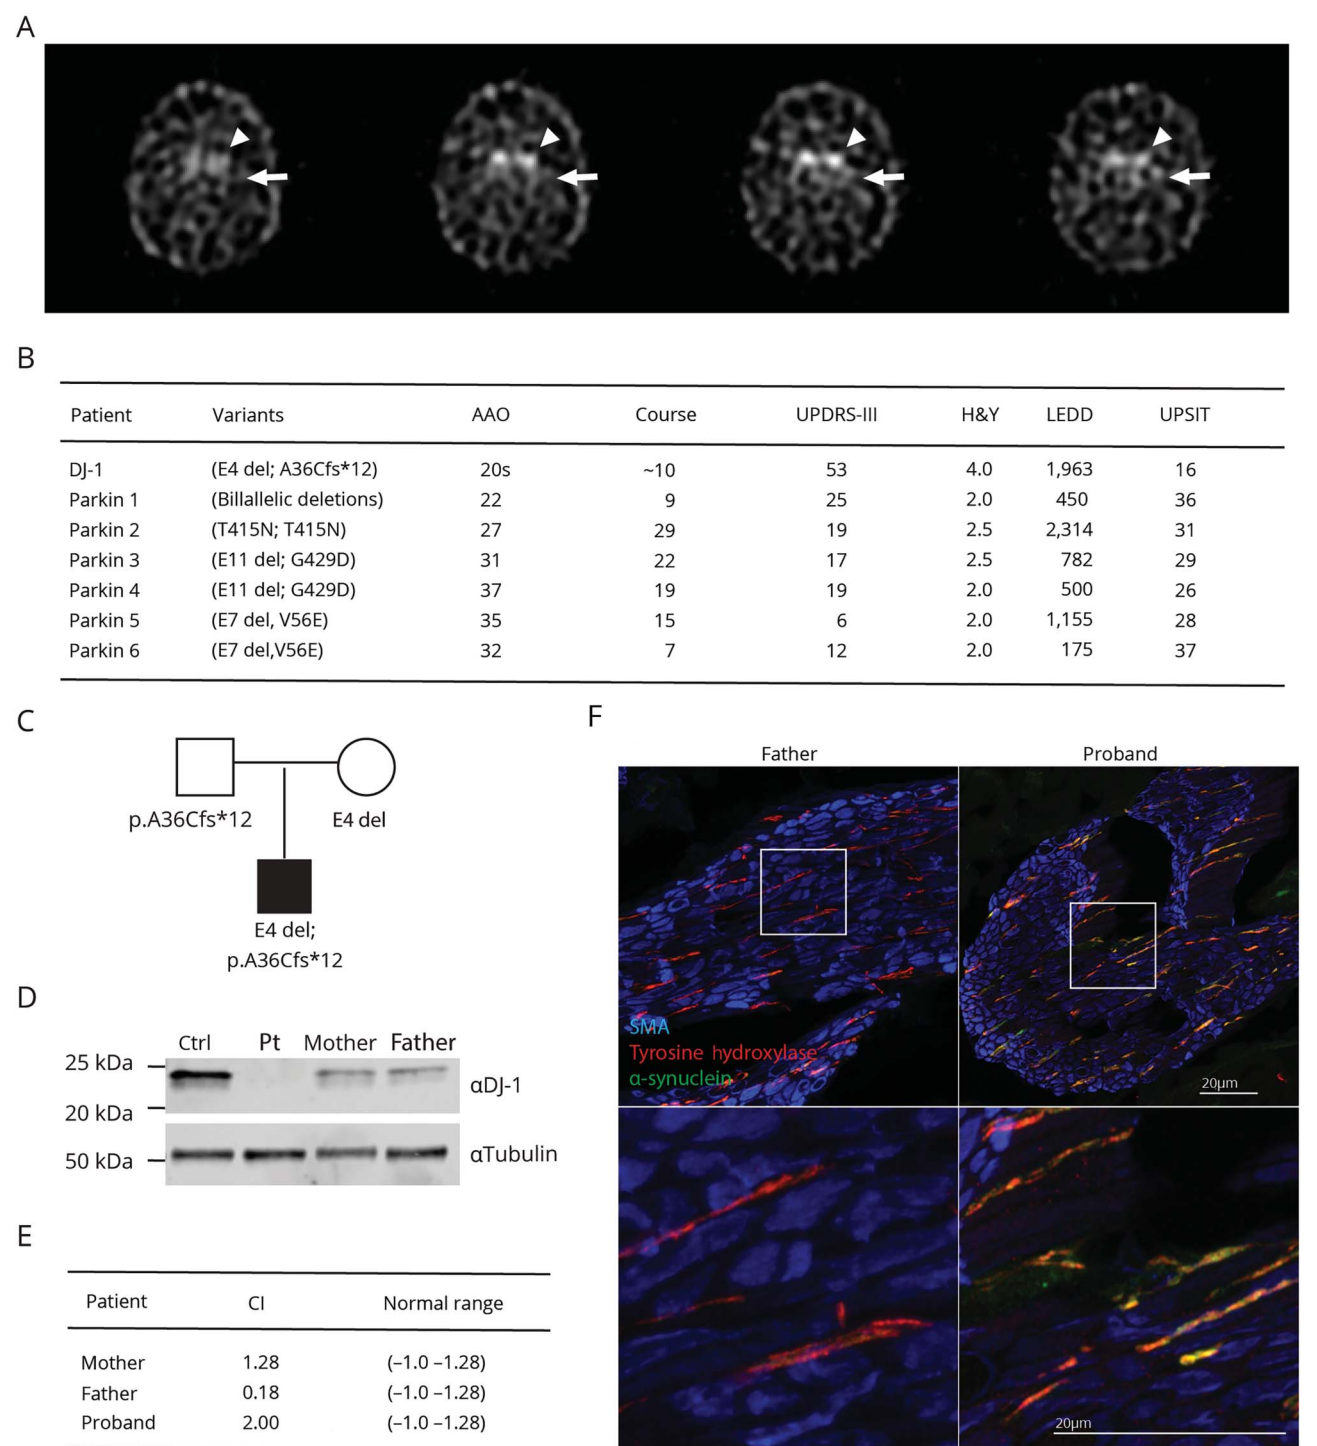 A
B
Patient Variants AAO Course UPDRS-III H&Y LEDD UPSIT
DJ-1 (E4 del; A36Cfs*12) 20s ~10 53 4.0 1,963 16
Parkin 1 (Billallelic deletions) 22 9 25 2.0 450 36
Parkin 2 (T415N; T415N) 27 29 19 2.5 2,314 31
Parkin 3 (E11 del; G429D) 31 22 17 2.5 782 29
Parkin 4 (E11 del; G429D) 37 19 19 2.0 500 26
Parkin 5 (E7 del, V56E) 35 15 6 2.0 1,155 28
Parkin 6 (E7 del,V56E) 32 7 12 2.0 175 37
C
p.A36Cfs*12 E4 del
E4 del;
p.A36Cfs*12
D
Ctrl Pt Mother Father
25 kDa
αDJ-1
20 kDa
50 kDa αTubulin
E
Patient CI Normal range
Mother 1.28 (–1.0 –1.28)
Father 0.18 (–1.0 –1.28)
Proband 2.00 (–1.0 –1.28)
F
Father Proband
SMA
Tyrosine hydroxylase
α-synuclein
20μm
20μm